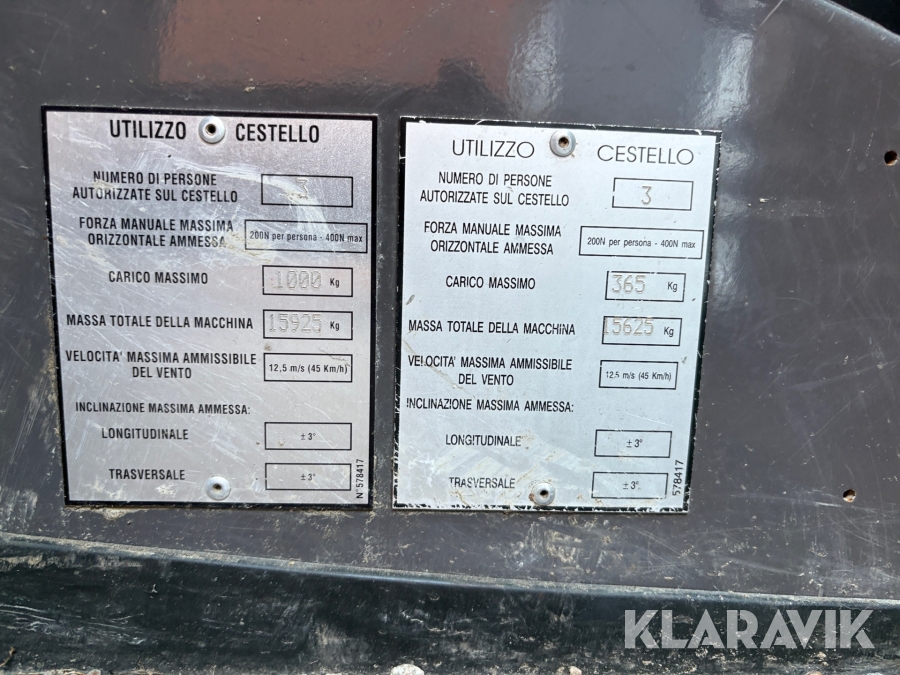 UTILIZZO CESTELLO
NUMERO DI PERSONE
AUTORIZZATE SUL CESTELLO
3
FORZA MANUALE MASSIMA
ORIZZONTALE AMMESSA
200N per persona - 400N max
CARICO MASSIMO
1000 Kg
MASSA TOTALE DELLA MACCHINA
15925 Kg
VELOCITA' MASSIMA AMMISSIBILE
DEL VENTO
12,5 m/s (45 Km/h)
INCLINAZIONE MASSIMA AMMESSA:
LONGITUDINALE
± 3°
TRASVERSALE
± 3°
N° 578417
UTILIZZO CESTELLO
NUMERO DI PERSONE
AUTORIZZATE SUL CESTELLO
3
FORZA MANUALE MASSIMA
ORIZZONTALE AMMESSA
200N per persona - 400N max
CARICO MASSIMO
365 Kg
MASSA TOTALE DELLA MACCHINA
15625 Kg
VELOCITA' MASSIMA AMMISSIBILE
DEL VENTO
12.5 m/s (45 Km/h)
INCLINAZIONE MASSIMA AMMESSA:
LONGITUDINALE
± 3°
TRASVERSALE
± 3°
578417
KLARAVIK
KLARAVIK